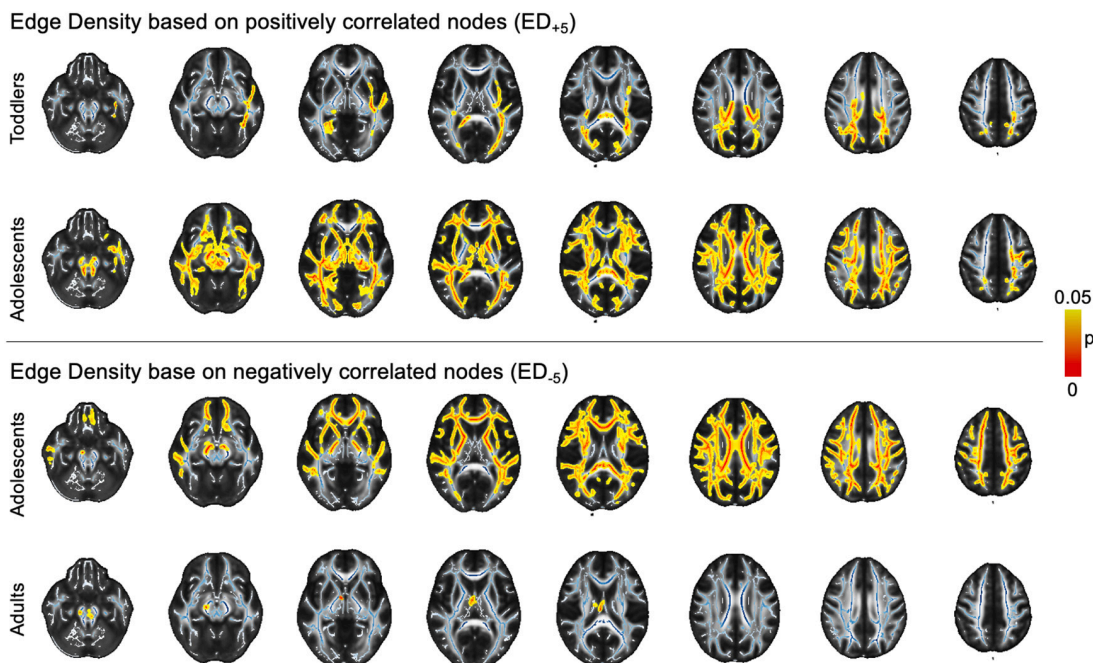 Edge Density based on positively correlated nodes (ED+5)
Toddlers
Adolescents
0.05
p
0
Edge Density base on negatively correlated nodes (ED-5)
Adolescents
Adults